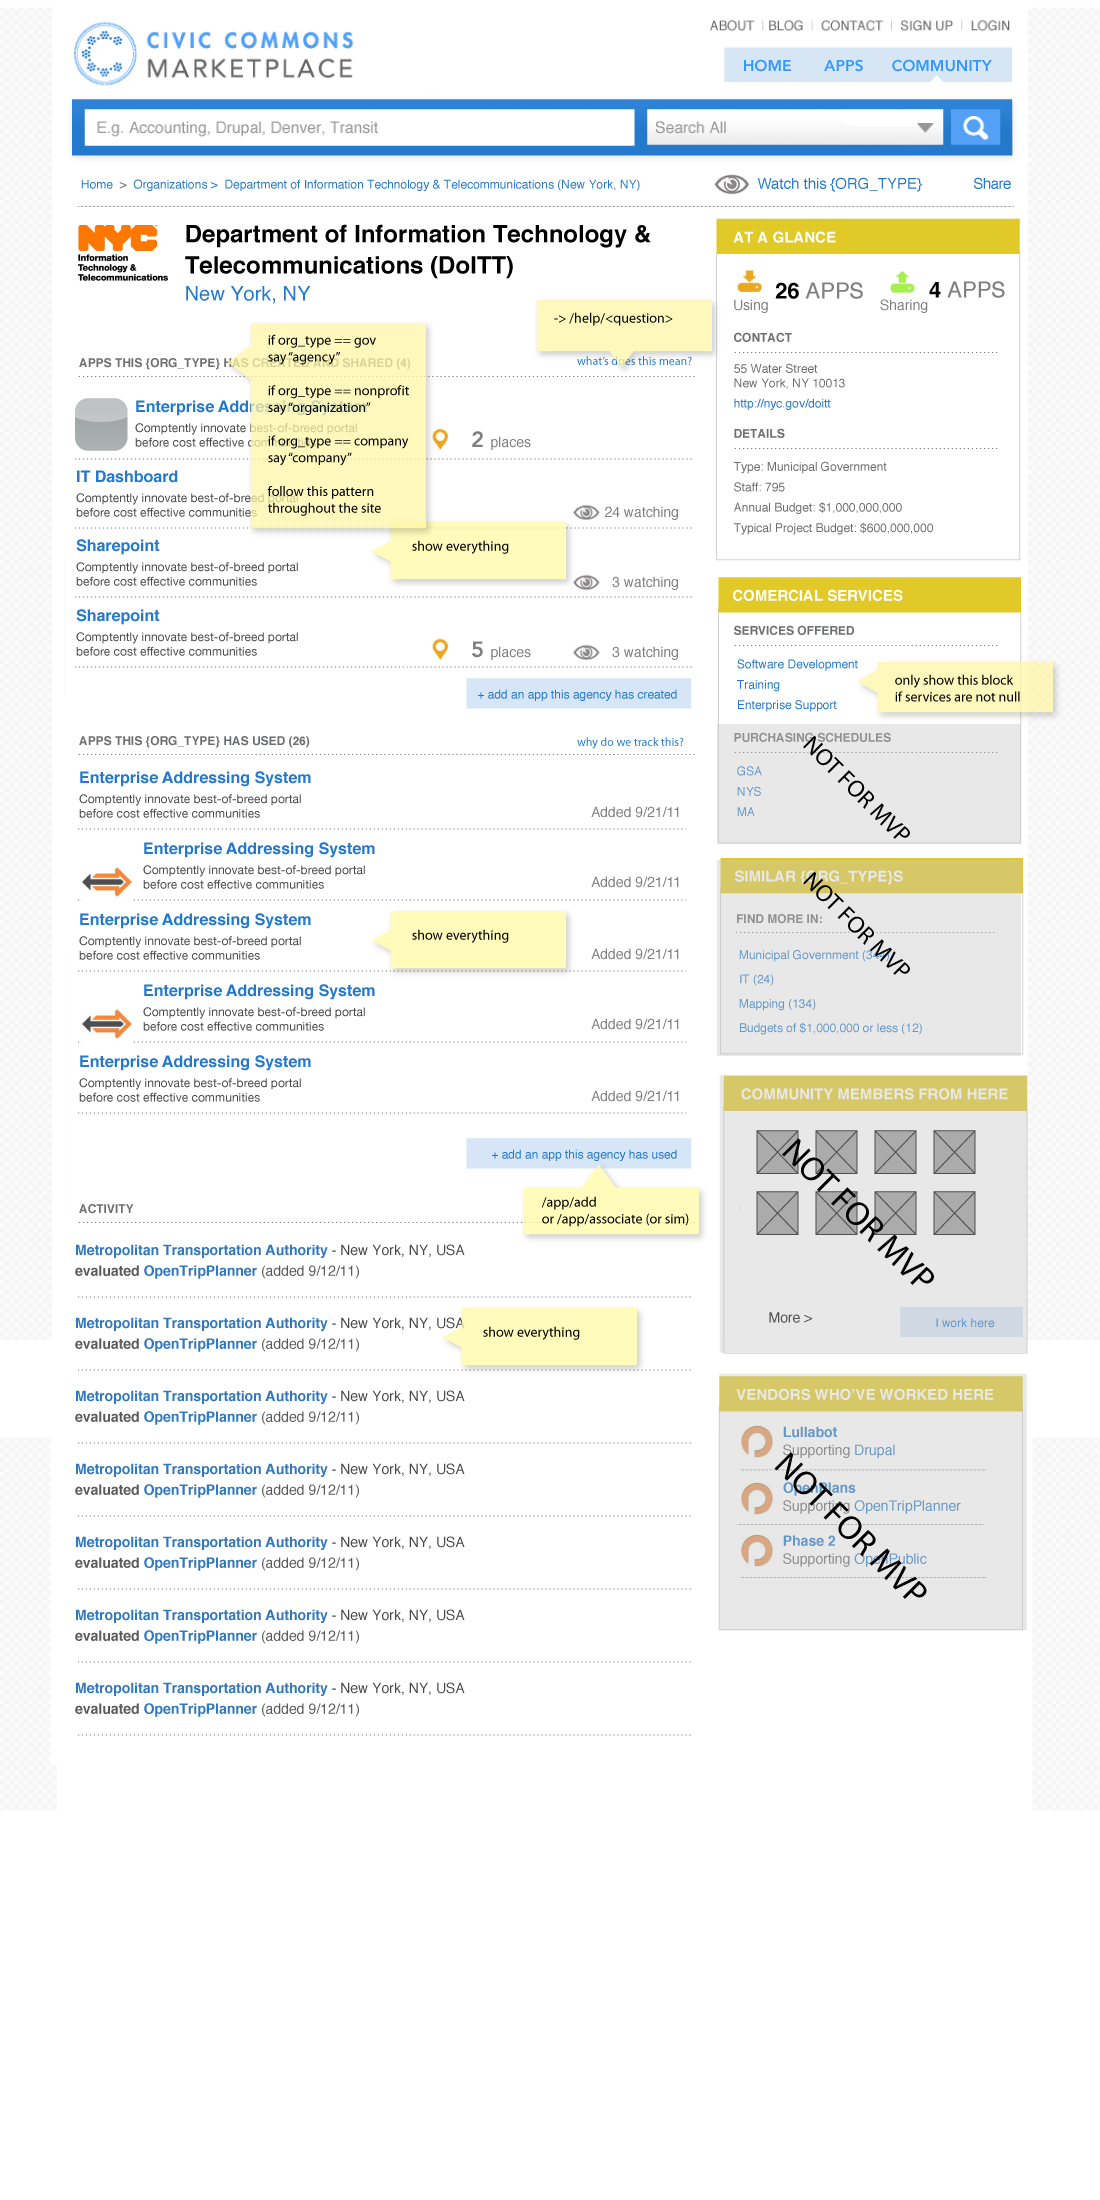 CIVIC COMMONS
MARKETPLACE
ABOUT | BLOG | CONTACT | SIGN UP | LOGIN
HOME APPS COMMUNITY
E.g. Accounting, Drupal, Denver, Transit
Search All
Home > Organizations > Department of Information Technology & Telecommunications (New York, NY)
Watch this {ORG_TYPE}
Share
NYC
Information
Technology &
Telecommunications
Department of Information Technology &
Telecommunications (DoITT)
New York, NY
-> /help/<question>
if org_type == gov
say "agency"
if org_type == nonprofit
say "organization"
if org_type == company
say "company"
follow this pattern
throughout the site
APPS THIS {ORG_TYPE} HAS CREATED AND SHARED (4)
what's does this mean?
Enterprise Addressing System
Comptently innovate best-of-breed portal
before cost effective
2 places
IT Dashboard
Comptently innovate best-of-breed portal
before cost effective communities
24 watching
Sharepoint
Comptently innovate best-of-breed portal
before cost effective communities
3 watching
show everything
Sharepoint
Comptently innovate best-of-breed portal
before cost effective communities
5 places
3 watching
+ add an app this agency has created
APPS THIS {ORG_TYPE} HAS USED (26)
why do we track this?
Enterprise Addressing System
Comptently innovate best-of-breed portal
before cost effective communities
Added 9/21/11
Enterprise Addressing System
Comptently innovate best-of-breed portal
before cost effective communities
Added 9/21/11
Enterprise Addressing System
Comptently innovate best-of-breed portal
before cost effective communities
Added 9/21/11
show everything
Enterprise Addressing System
Comptently innovate best-of-breed portal
before cost effective communities
Added 9/21/11
Enterprise Addressing System
Comptently innovate best-of-breed portal
before cost effective communities
Added 9/21/11
+ add an app this agency has used
/app/add
or /app/associate (or sim)
ACTIVITY
Metropolitan Transportation Authority - New York, NY, USA
evaluated OpenTripPlanner (added 9/12/11)
Metropolitan Transportation Authority - New York, NY, USA
evaluated OpenTripPlanner (added 9/12/11)
show everything
Metropolitan Transportation Authority - New York, NY, USA
evaluated OpenTripPlanner (added 9/12/11)
Metropolitan Transportation Authority - New York, NY, USA
evaluated OpenTripPlanner (added 9/12/11)
Metropolitan Transportation Authority - New York, NY, USA
evaluated OpenTripPlanner (added 9/12/11)
Metropolitan Transportation Authority - New York, NY, USA
evaluated OpenTripPlanner (added 9/12/11)
Metropolitan Transportation Authority - New York, NY, USA
evaluated OpenTripPlanner (added 9/12/11)
AT A GLANCE
Using 26 APPS
Sharing 4 APPS
CONTACT
55 Water Street
New York, NY 10013
http://nyc.gov/doitt
DETAILS
Type: Municipal Government
Staff: 795
Annual Budget: $1,000,000,000
Typical Project Budget: $600,000,000
COMERCIAL SERVICES
SERVICES OFFERED
Software Development
Training
Enterprise Support
only show this block
if services are not null
PURCHASING SCHEDULES
GSA
NYS
MA
NOT FOR MVP
SIMILAR {ORG_TYPE}S
FIND MORE IN:
Municipal Government
IT (24)
Mapping (134)
Budgets of $1,000,000 or less (12)
NOT FOR MVP
COMMUNITY MEMBERS FROM HERE
NOT FOR MVP
More >
I work here
VENDORS WHO'VE WORKED HERE
Lullabot
Supporting Drupal
OpenPlans
Supporting OpenTripPlanner
Phase 2
Supporting OpenPublic
NOT FOR MVP